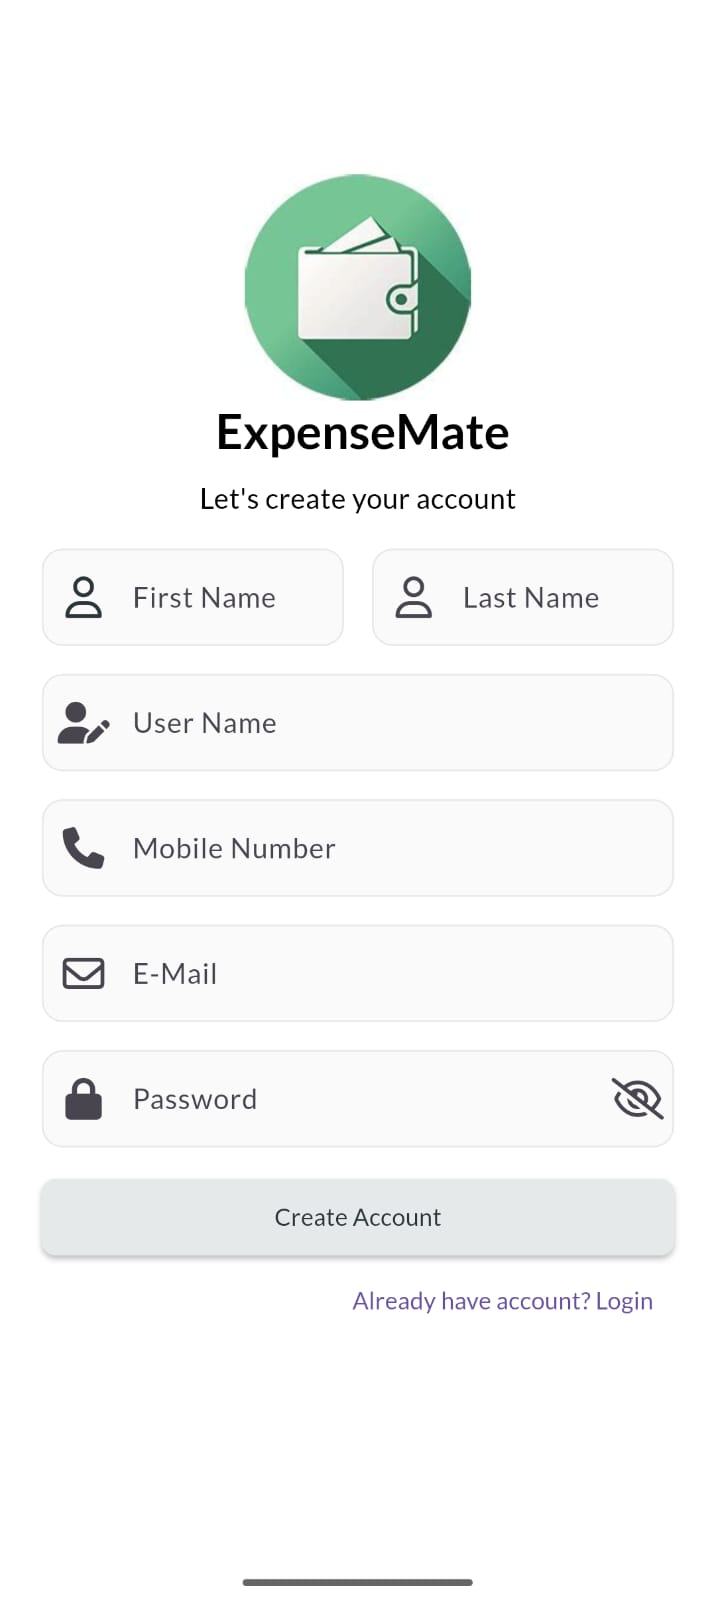 ExpenseMate
Let's create your account
First Name
Last Name
User Name
Mobile Number
E-Mail
Password
Create Account
Already have account? Login